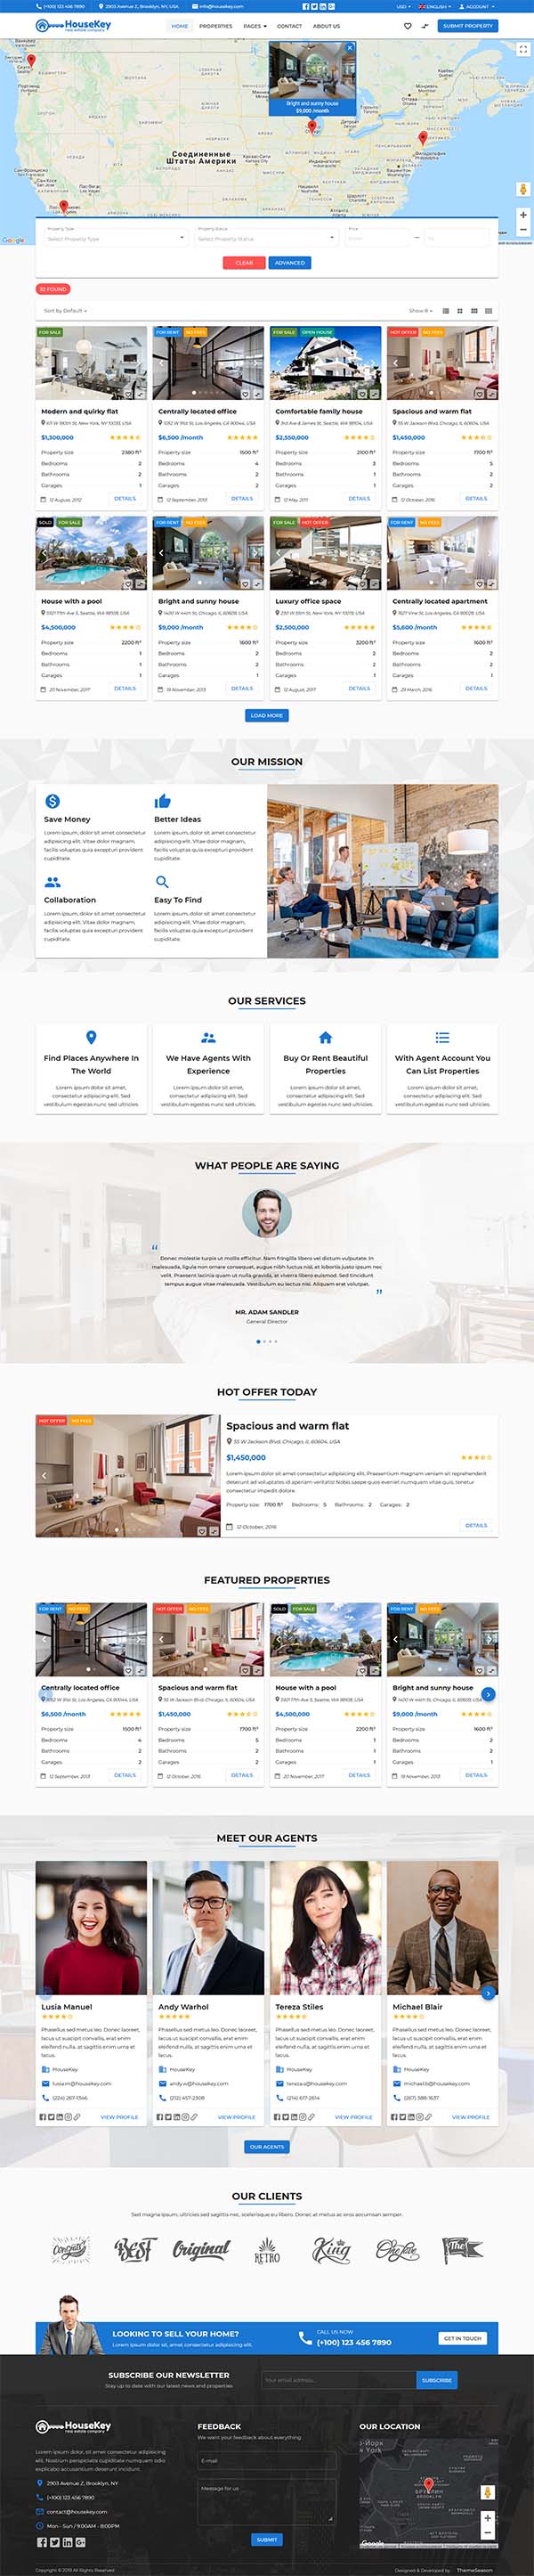 (+100) 123 456 7890 2903 Avenue Z, Brooklyn, NY, USA info@housekey.com USD ENGLISH ACCOUNT
HouseKey
real estate company
HOME PROPERTIES PAGES CONTACT ABOUT US SUBMIT PROPERTY
Bright and sunny house
$9,000 /month
Соединенные
Штаты Америки
Google
Property Type Property Status Price
Select Property Type Select Property Status
CLEAR ADVANCED
32 FOUND
Sort by Default Show 8
FOR SALE FOR RENT NO FEES FOR SALE OPEN HOUSE HOT OFFER NO FEES
Modern and quirky flat Centrally located office Comfortable family house Spacious and warm flat
$1,300,000 $6,500 /month $2,550,000 $1,450,000
Property size 2380 ft² Property size 1500 ft² Property size 2100 ft² Property size 1700 ft²
Bedrooms 2 Bedrooms 4 Bedrooms 3 Bedrooms 5
Bathrooms 2 Bathrooms 2 Bathrooms 1 Bathrooms 2
Garages 1 Garages 2 Garages 1 Garages 2
12 August, 2012 DETAILS 12 September, 2013 DETAILS 12 May, 2011 DETAILS 12 October, 2016 DETAILS
SOLD FOR SALE FOR RENT NO FEES FOR SALE HOT OFFER FOR RENT NO FEES
House with a pool Bright and sunny house Luxury office space Centrally located apartment
$4,500,000 $9,000 /month $2,500,000 $5,600 /month
Property size 2200 ft² Property size 1600 ft² Property size 3200 ft² Property size 1600 ft²
Bedrooms 1 Bedrooms 2 Bedrooms 2 Bedrooms 2
Bathrooms 1 Bathrooms 2 Bathrooms 2 Bathrooms 2
Garages 1 Garages 1 Garages 1 Garages 1
20 November, 2017 DETAILS 19 November, 2013 DETAILS 12 August, 2017 DETAILS 29 March, 2016 DETAILS
LOAD MORE
OUR MISSION
Save Money Better Ideas
Lorem ipsum, dolor sit amet consectetur Lorem ipsum, dolor sit amet consectetur
adipisicing elit. Vitae dolor magnam, adipisicing elit. Vitae dolor magnam,
facilis voluptas quia excepturi provident facilis voluptas quia excepturi provident
cupiditate. cupiditate.
Collaboration Easy To Find
Lorem ipsum, dolor sit amet consectetur Lorem ipsum, dolor sit amet consectetur
adipisicing elit. Vitae dolor magnam, adipisicing elit. Vitae dolor magnam,
facilis voluptas quia excepturi provident facilis voluptas quia excepturi provident
cupiditate. cupiditate.
OUR SERVICES
Find Places Anywhere In We Have Agents With Buy Or Rent Beautiful With Agent Account You
The World Experience Properties Can List Properties
Lorem ipsum dolor sit amet, Lorem ipsum dolor sit amet, Lorem ipsum dolor sit amet, Lorem ipsum dolor sit amet,
consectetur adipiscing elit. Sed consectetur adipiscing elit. Sed consectetur adipiscing elit. Sed consectetur adipiscing elit. Sed
vestibulum egestas nunc sed ultricies. vestibulum egestas nunc sed ultricies. vestibulum egestas nunc sed ultricies. vestibulum egestas nunc sed ultricies.
WHAT PEOPLE ARE SAYING
“
Donec molestie turpis ut mollis efficitur. Nam fringilla libero vel dictum vulputate. In
malesuada, ligula non ornare consequat, augue nibh luctus nisl, at lobortis justo ipsum nec
velit. Praesent lacinia quam ut nulla gravida, at viverra libero euismod. Sed tincidunt
tempus augue vitae malesuada. Vestibulum eu lectus nisi. Aliquam erat volutpat.
”
MR. ADAM SANDLER
General Director
HOT OFFER TODAY
HOT OFFER NO FEES
Spacious and warm flat
55 W Jackson Blvd, Chicago, IL 60604, USA
$1,450,000
Lorem ipsum dolor sit amet consectetur adipisicing elit. Praesentium magnam veniam sit reprehenderit
deserunt ad voluptates id aperiam veritatis! Nobis saepe quos eveniet numquam vitae quis, tenetur
consectetur impedit dolore.
Property size: 1700 ft² Bedrooms: 5 Bathrooms: 2 Garages: 2
12 October, 2016 DETAILS
FEATURED PROPERTIES
FOR RENT NO FEES HOT OFFER NO FEES SOLD FOR SALE FOR RENT NO FEES
Centrally located office Spacious and warm flat House with a pool Bright and sunny house
$6,500 /month $1,450,000 $4,500,000 $9,000 /month
Property size 1500 ft² Property size 1700 ft² Property size 2200 ft² Property size 1600 ft²
Bedrooms 4 Bedrooms 5 Bedrooms 1 Bedrooms 2
Bathrooms 2 Bathrooms 2 Bathrooms 1 Bathrooms 2
Garages 2 Garages 2 Garages 1 Garages 1
12 September, 2013 DETAILS 12 October, 2016 DETAILS 20 November, 2017 DETAILS 19 November, 2013 DETAILS
MEET OUR AGENTS
Lusia Manuel Andy Warhol Tereza Stiles Michael Blair
Phasellus sed metus leo. Donec laoreet, Phasellus sed metus leo. Donec laoreet, Phasellus sed metus leo. Donec laoreet, Phasellus sed metus leo. Donec laoreet,
lacus ut suscipit convallis, erat enim lacus ut suscipit convallis, erat enim lacus ut suscipit convallis, erat enim lacus ut suscipit convallis, erat enim
eleifend nulla, at sagittis enim urna et eleifend nulla, at sagittis enim urna et eleifend nulla, at sagittis enim urna et eleifend nulla, at sagittis enim urna et
lacus. lacus. lacus. lacus.
HouseKey HouseKey HouseKey HouseKey
lusia.m@housekey.com andy.w@housekey.com tereza.s@housekey.com michael.b@housekey.com
(224) 267-1346 (212) 457-2308 (214) 617-2614 (267) 388-1637
VIEW PROFILE VIEW PROFILE VIEW PROFILE VIEW PROFILE
OUR AGENTS
OUR CLIENTS
Sed magna ipsum, ultricies sed sagittis nec, scelerisque eu libero. Donec at metus ac eros accumsan semper.
Congrats BEST Original RETRO King One love The
LOOKING TO SELL YOUR HOME?
Lorem ipsum dolor sit, amet consectetur adipisicing elit.
CALL US NOW
(+100) 123 456 7890
GET IN TOUCH
SUBSCRIBE OUR NEWSLETTER
Stay up to date with our latest news and properties
Your email address... SUBSCRIBE
HouseKey
real estate company
Lorem ipsum dolor sit, amet consectetur adipisicing
elit. Nostrum perspiciatis cupiditate numquam odio
explicabo accusantium deserunt incidunt.
2903 Avenue Z, Brooklyn, NY
(+100) 123 456 7890
contact@housekey.com
Mon - Sun / 9:00AM - 8:00PM
FEEDBACK
We want your feedback about everything
E-mail
Message for us
SUBMIT
OUR LOCATION
Google
Copyright © 2019 All Rights Reserved Designed & Developed by ThemeSeason